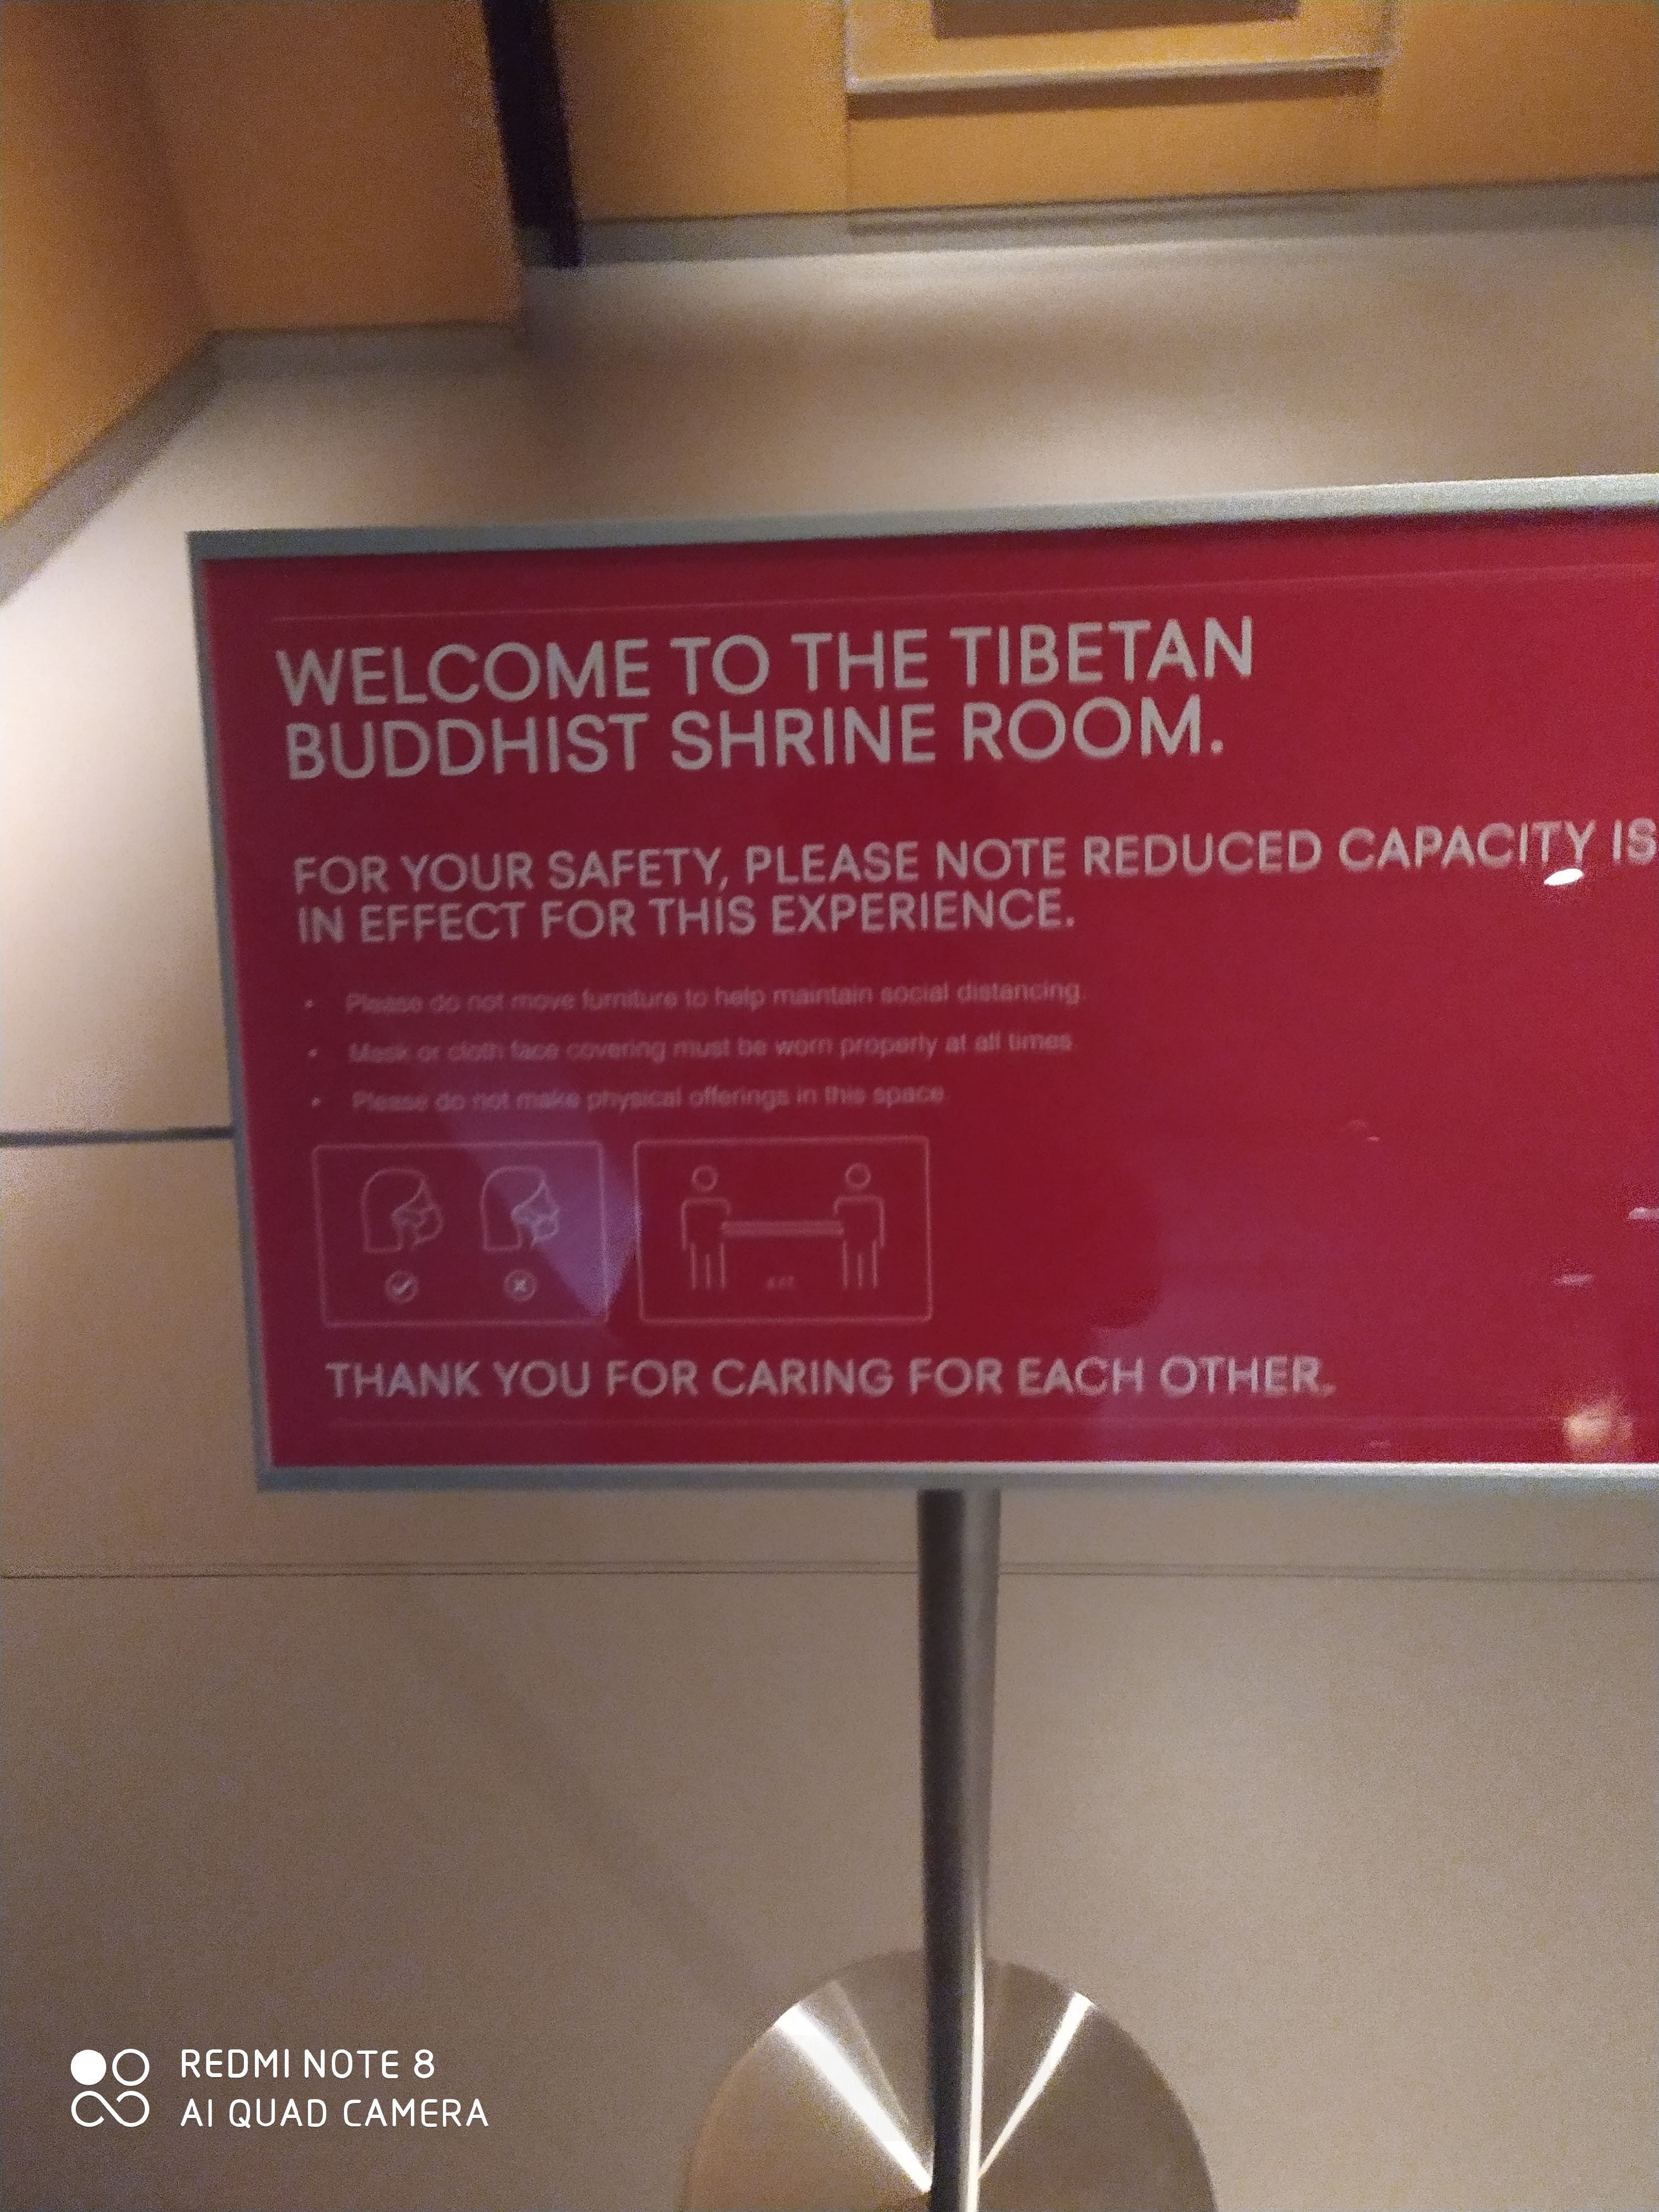 WELCOME TO THE TIBETAN
BUDDHIST SHRINE ROOM.
FOR YOUR SAFETY, PLEASE NOTE REDUCED CAPACITY IS
IN EFFECT FOR THIS EXPERIENCE.
• Please do not move furniture to help maintain social distancing.
• Mask or cloth face covering must be worn properly at all times.
• Please do not make physical offerings in this space.
THANK YOU FOR CARING FOR EACH OTHER.
REDMI NOTE 8
AI QUAD CAMERA